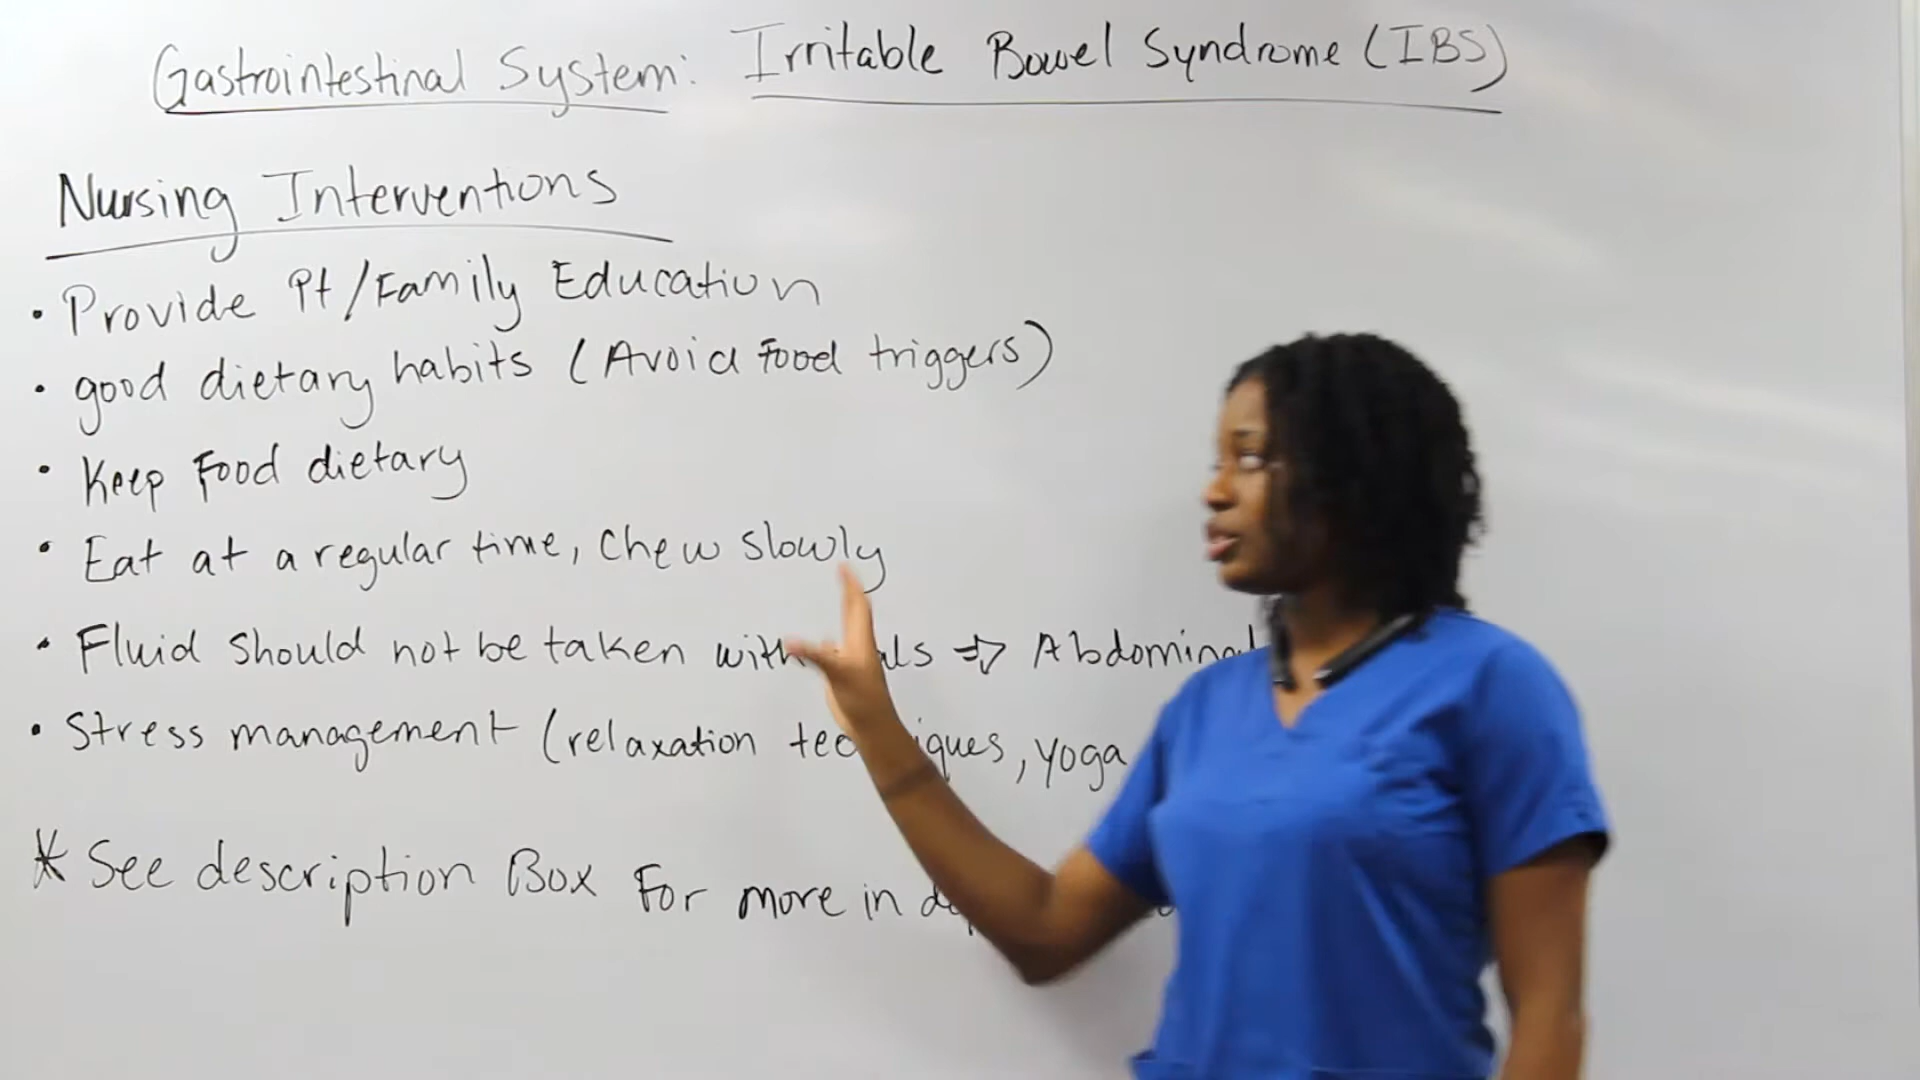 Gastrointestinal System: Irritable Bowel Syndrome (IBS)
Nursing Interventions
• Provide Pt/Family Education
• good dietary habits (Avoid Food triggers)
• Keep Food dietary
• Eat at a regular time, Chew slowly
• Fluid should not be taken with ⇒ Abdominal
• Stress management (relaxation , yoga
* See description Box For more in